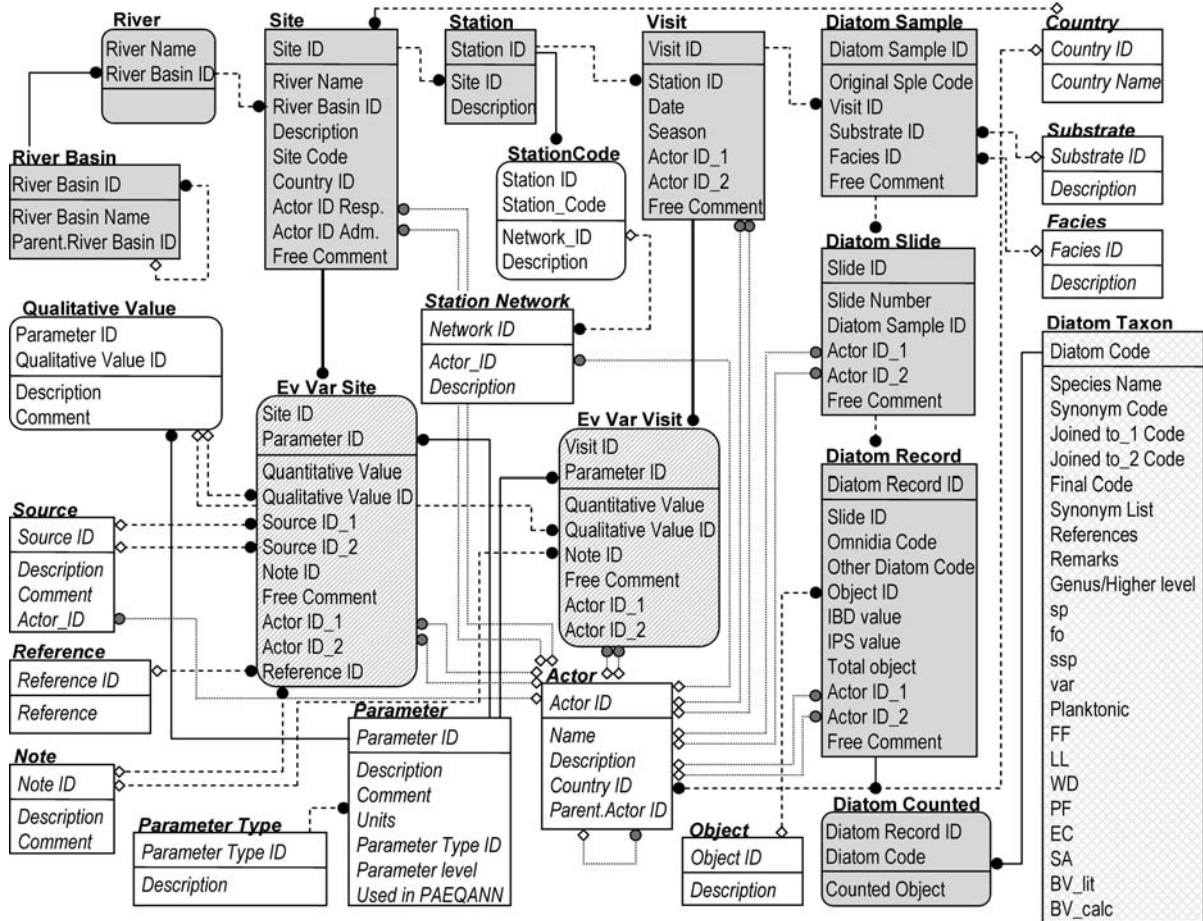 River
River Name
River Basin ID
Site
Site ID
River Name
River Basin ID
Description
Site Code
Country ID
Actor ID Resp.
Actor ID Adm.
Free Comment
Station
Station ID
Site ID
Description
Visit
Visit ID
Station ID
Date
Season
Actor ID_1
Actor ID_2
Free Comment
Diatom Sample
Diatom Sample ID
Original Sple Code
Visit ID
Substrate ID
Facies ID
Free Comment
Country
Country ID
Country Name
River Basin
River Basin ID
River Basin Name
Parent.River Basin ID
StationCode
Station ID
Station_Code
Network_ID
Description
Substrate
Substrate ID
Description
Facies
Facies ID
Description
Diatom Slide
Slide ID
Slide Number
Diatom Sample ID
Actor ID_1
Actor ID_2
Free Comment
Qualitative Value
Parameter ID
Qualitative Value ID
Description
Comment
Station Network
Network ID
Actor_ID
Description
Diatom Taxon
Diatom Code
Species Name
Synonym Code
Joined to_1 Code
Joined to_2 Code
Final Code
Synonym List
References
Remarks
Genus/Higher level
sp
fo
ssp
var
Planktonic
FF
LL
WD
PF
EC
SA
BV_lit
BV_calc
Ev Var Site
Site ID
Parameter ID
Quantitative Value
Qualitative Value ID
Source ID_1
Source ID_2
Note ID
Free Comment
Actor ID_1
Actor ID_2
Reference ID
Ev Var Visit
Visit ID
Parameter ID
Quantitative Value
Qualitative Value ID
Note ID
Free Comment
Actor ID_1
Actor ID_2
Diatom Record
Diatom Record ID
Slide ID
Omnidia Code
Other Diatom Code
Object ID
IBD value
IPS value
Total object
Actor ID_1
Actor ID_2
Free Comment
Source
Source ID
Description
Comment
Actor_ID
Reference
Reference ID
Reference
Note
Note ID
Description
Comment
Parameter Type
Parameter Type ID
Description
Parameter
Parameter ID
Description
Comment
Units
Parameter Type ID
Parameter level
Used in PAEQANN
Actor
Actor ID
Name
Description
Country ID
Parent.Actor ID
Object
Object ID
Description
Diatom Counted
Diatom Record ID
Diatom Code
Counted Object